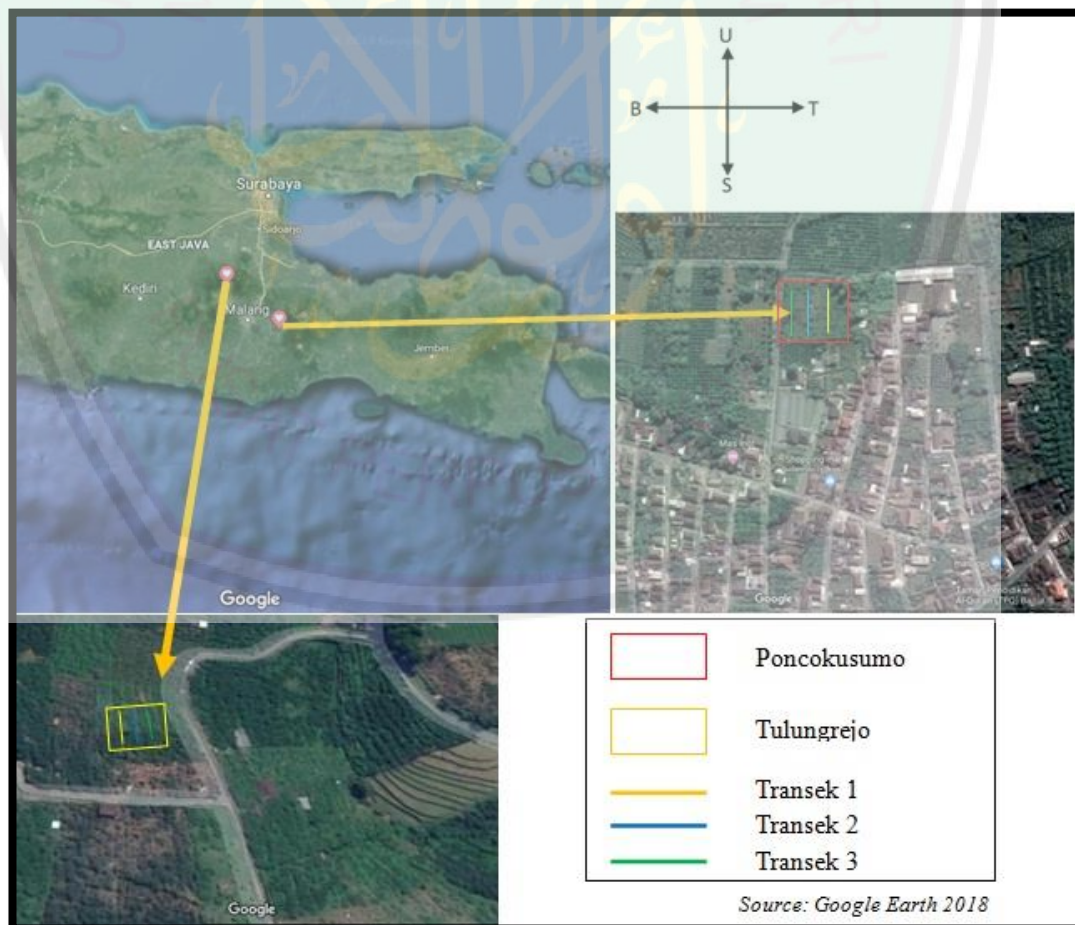 U
B
T
S
Surabaya
Sidoarjo
EAST JAVA
Kediri
Malang
Jember
Google
Google
Google
Poncokusumo
Tulungrejo
Transek 1
Transek 2
Transek 3
Source: Google Earth 2018